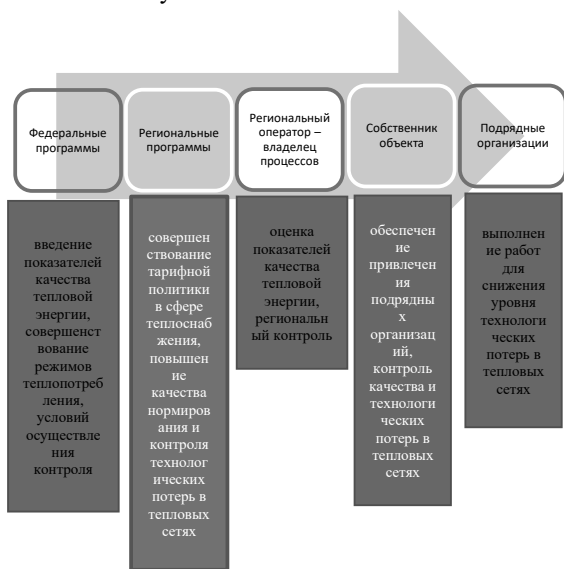 Федеральные
программы
Региональные
программы
Региональный
оператор –
владелец
процессов
Собственник
объекта
Подрядные
организации
введение
показателей
качества
тепловой
энергии,
совершенст
вование
режимов
теплопотреб
ления,
условий
осуществле
ния
контроля
совершен
ствование
тарифной
политики
в сфере
теплоснаб
жения,
повышен
ие
качества
нормиров
ания и
контроля
технолог
ических
потерь в
тепловых
сетях
оценка
показателей
качества
тепловой
энергии,
региональн
ый контроль
обеспечен
ие
привлечен
ия
подрядны
х
организац
ий,
контроль
качества и
технологи
ческих
потерь в
тепловых
сетях
выполнен
ие работ
для
снижения
уровня
технологи
ческих
потерь в
тепловых
сетях